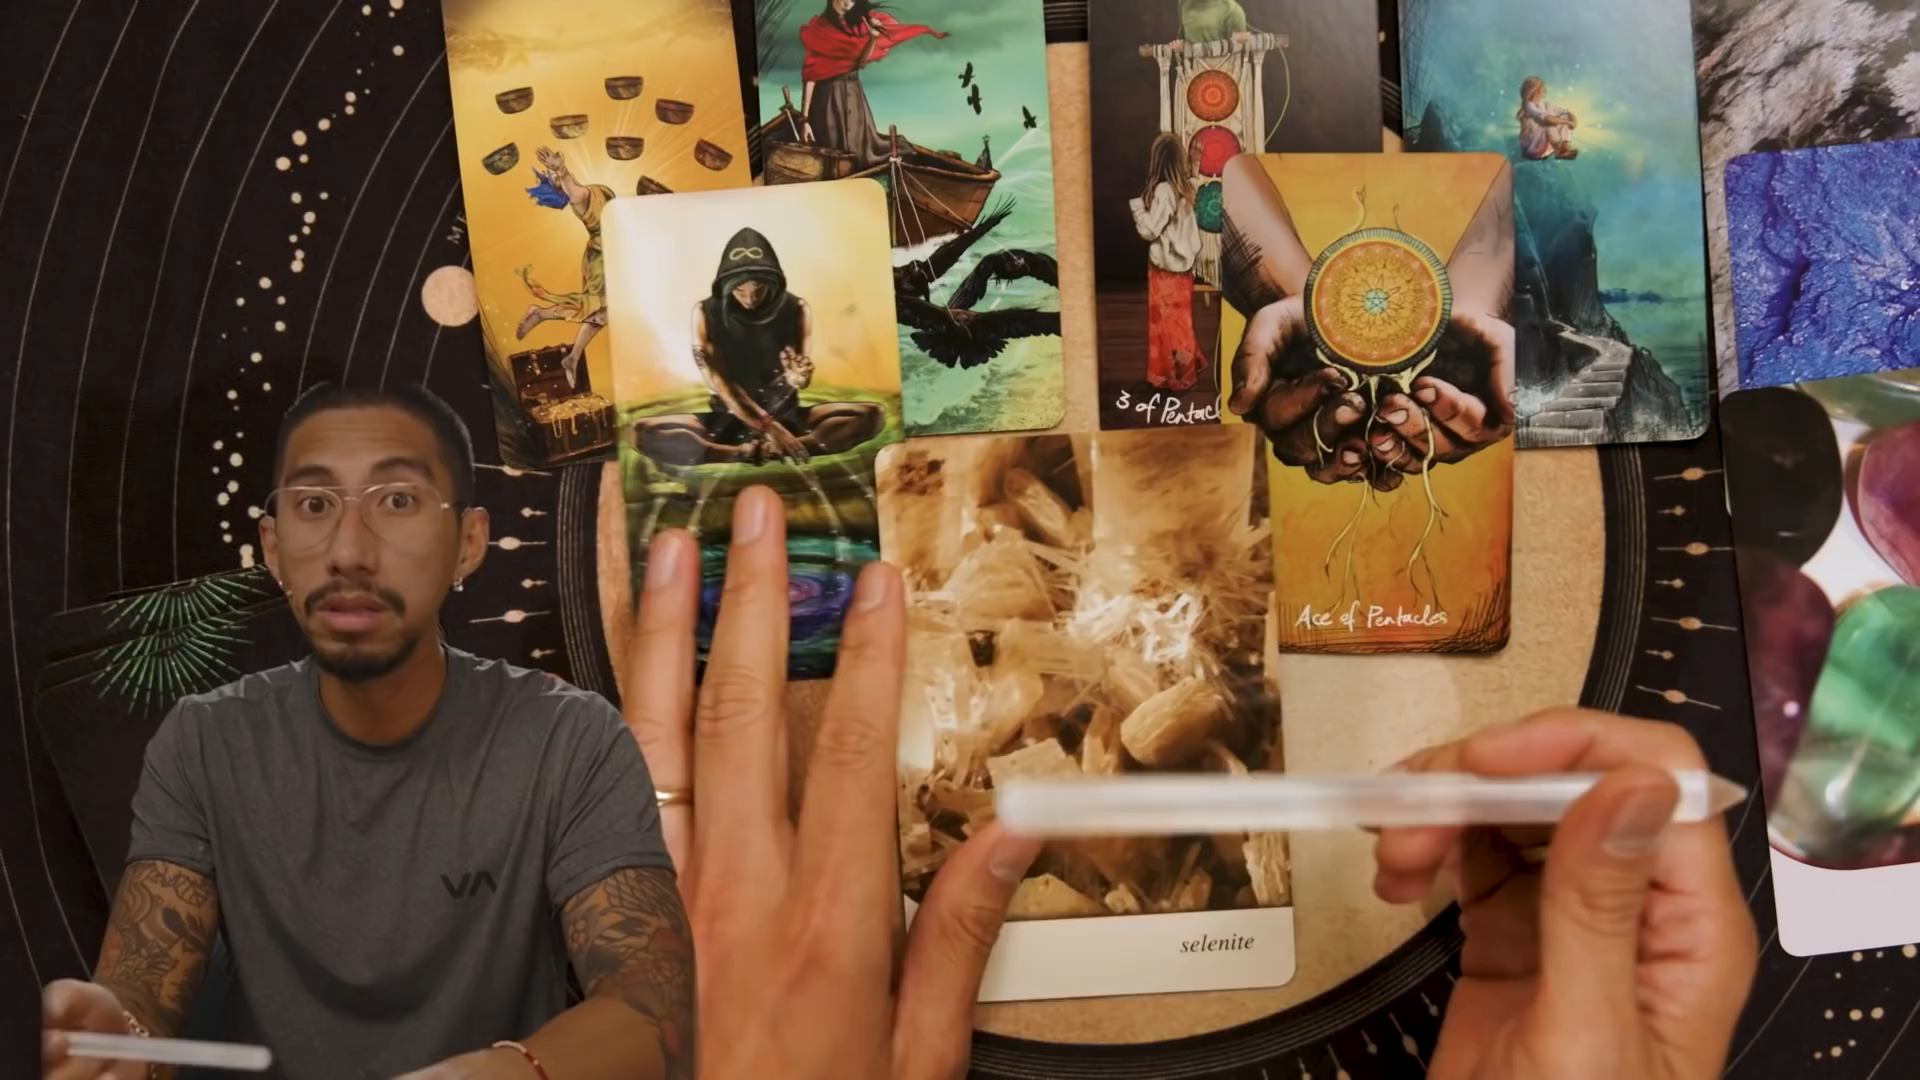 3 of Pentacl
Ace of Pentacles
VA
selenite